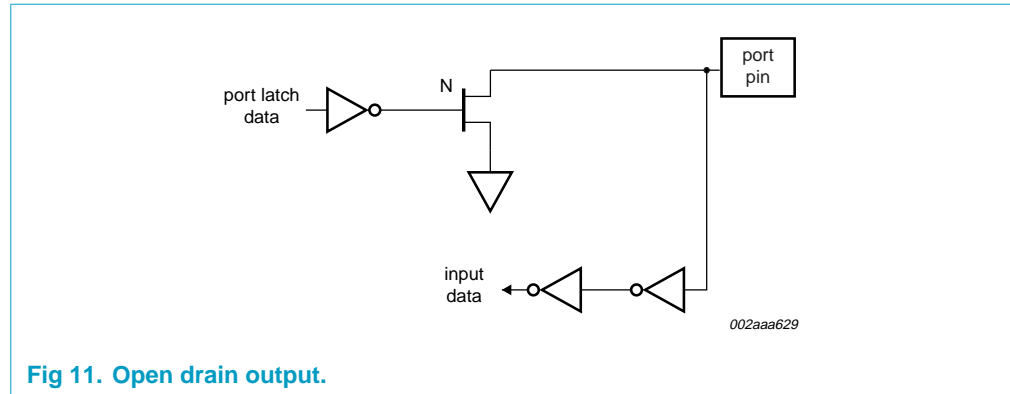 port
pin
N
port latch
data
input
data
002aaa629
Fig 11. Open drain output.